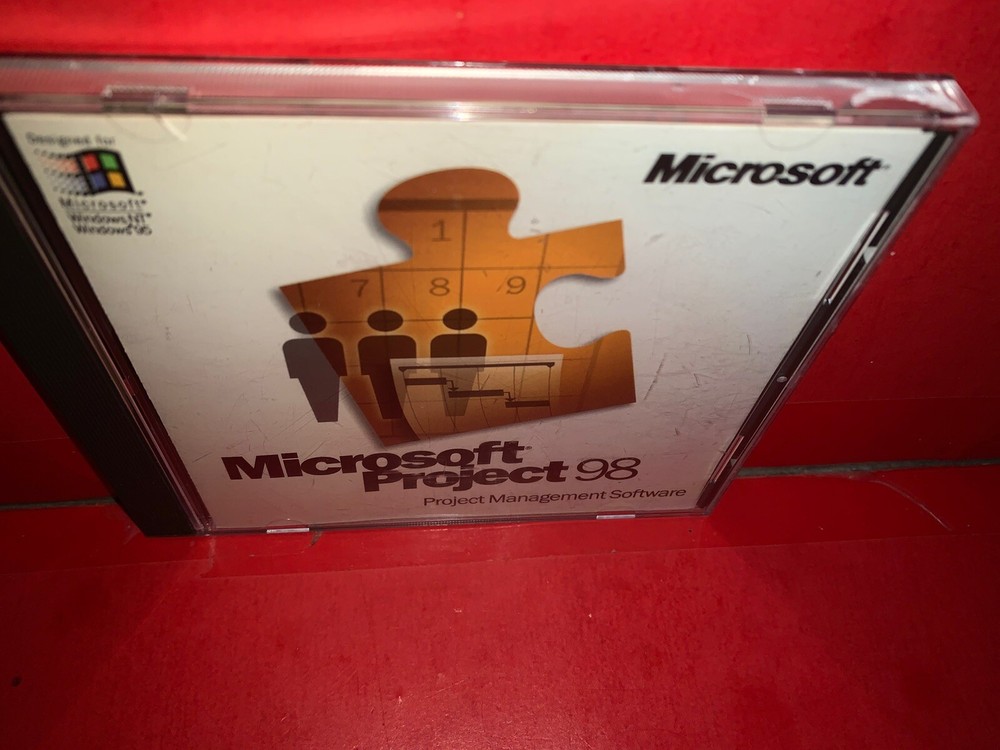 Designed for
Microsoft®
Windows NT®
Windows 95
Microsoft
1
7 8 9
Microsoft
Project 98
Project Management Software